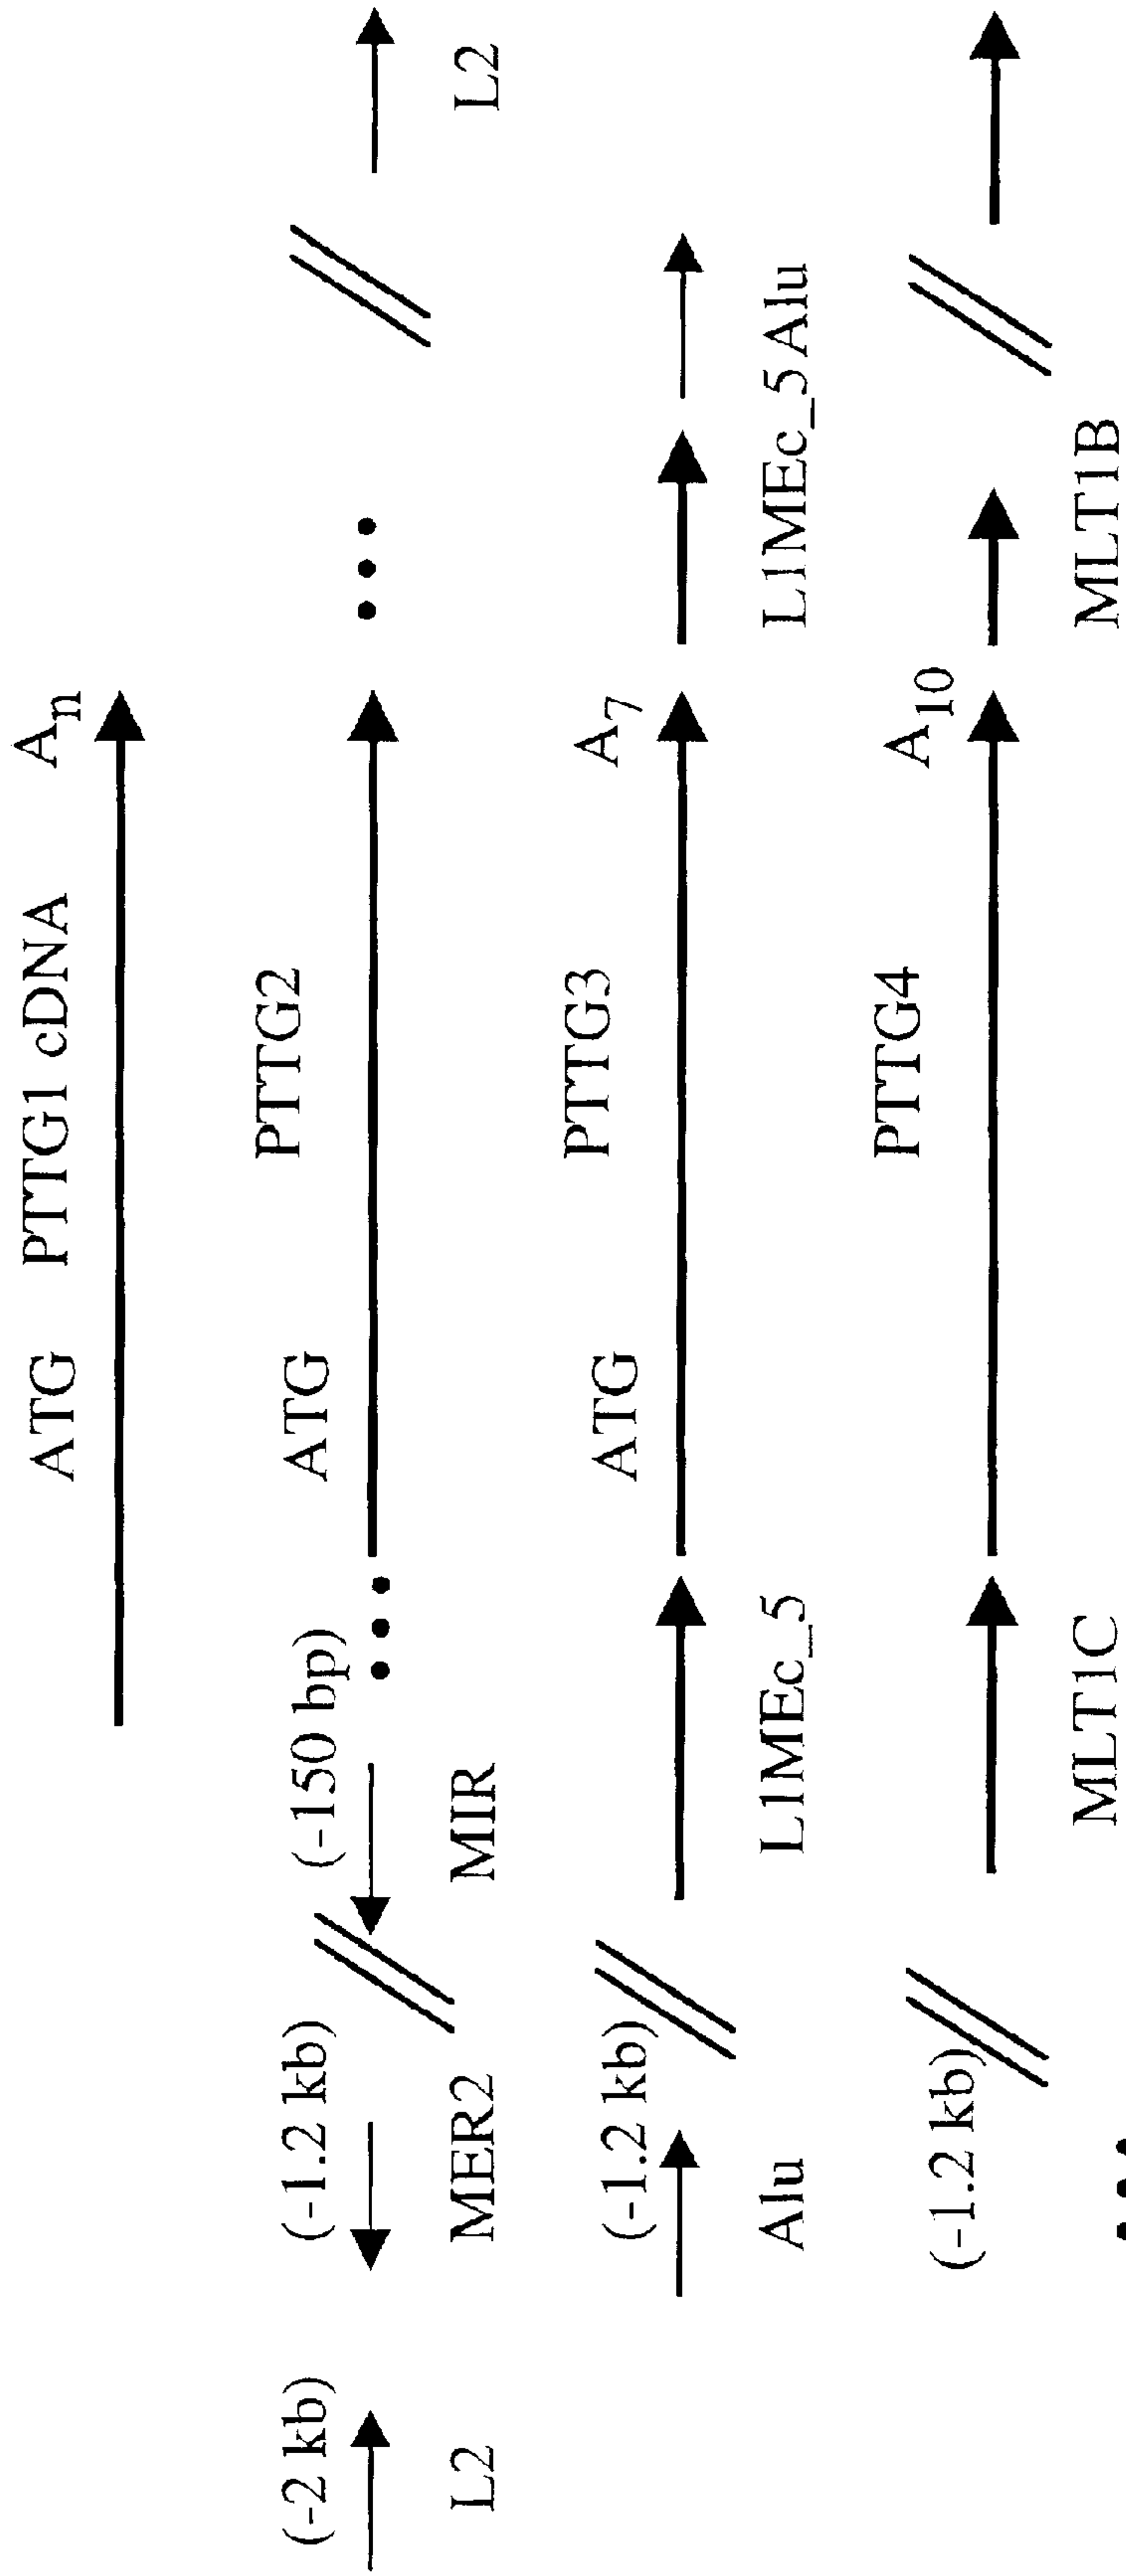 ATG PTTG1 cDNA A_n
(-2 kb) (-1.2 kb) (-150 bp) ATG PTTG2
L2 MER2 MIR L2
(-1.2 kb) ATG PTTG3 A_7
Alu L1MEc_5 L1MEc_5 Alu
(-1.2 kb) PTTG4 A_10
MLT1C MLT1B